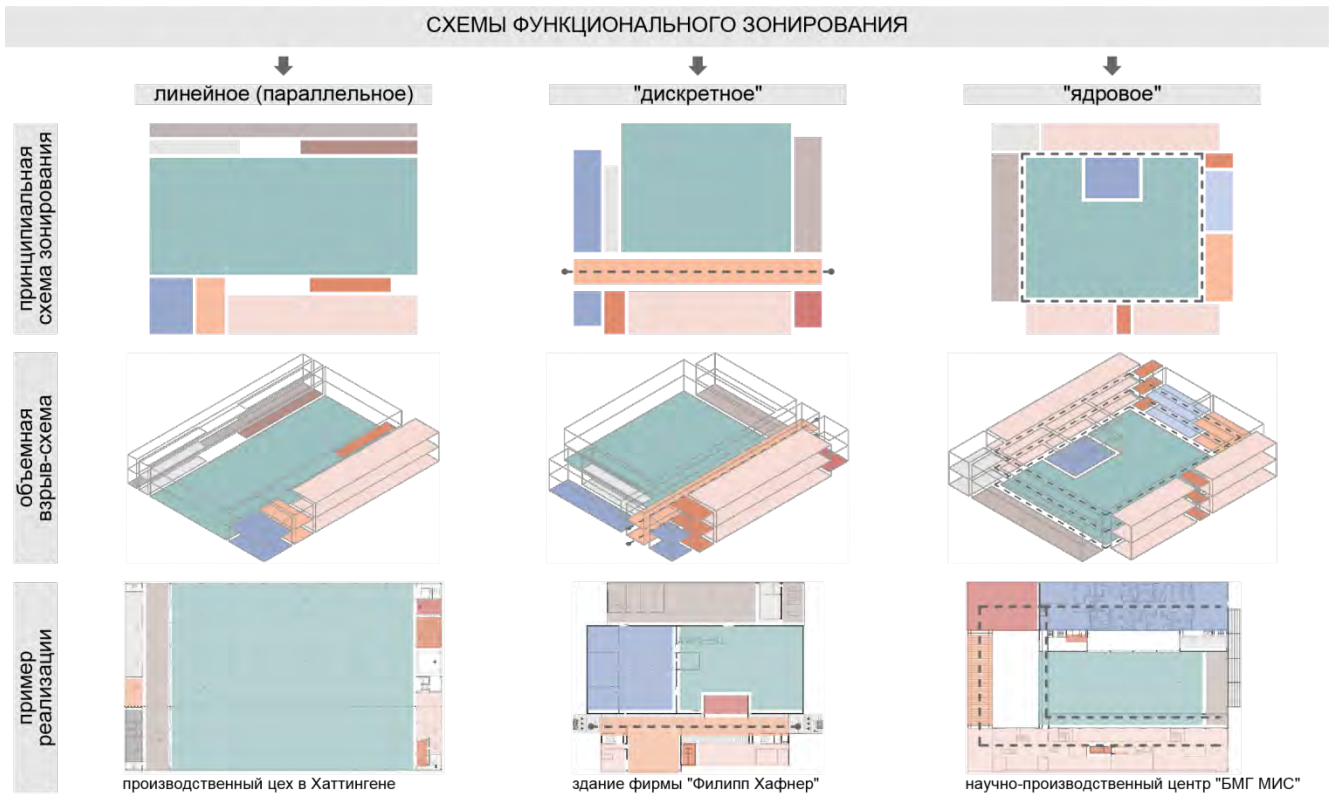 СХЕМЫ ФУНКЦИОНАЛЬНОГО ЗОНИРОВАНИЯ
линейное (параллельное)
"дискретное"
"ядровое"
принципиальная
схема зонирования
объемная
взрыв-схема
пример
реализации
производственный цех в Хаттингене
здание фирмы "Филипп Хафнер"
научно-производственный центр "БМГ МИС"